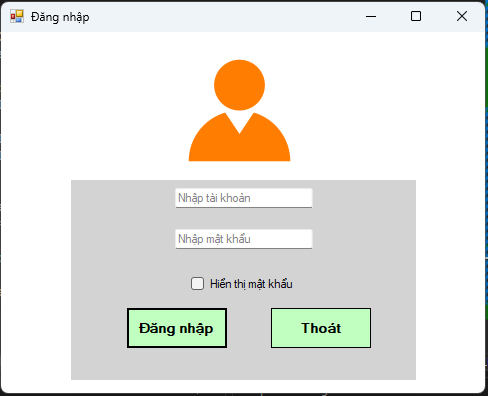 Đăng nhập
Nhập tài khoản
Nhập mật khẩu
Hiển thị mật khẩu
Đăng nhập
Thoát